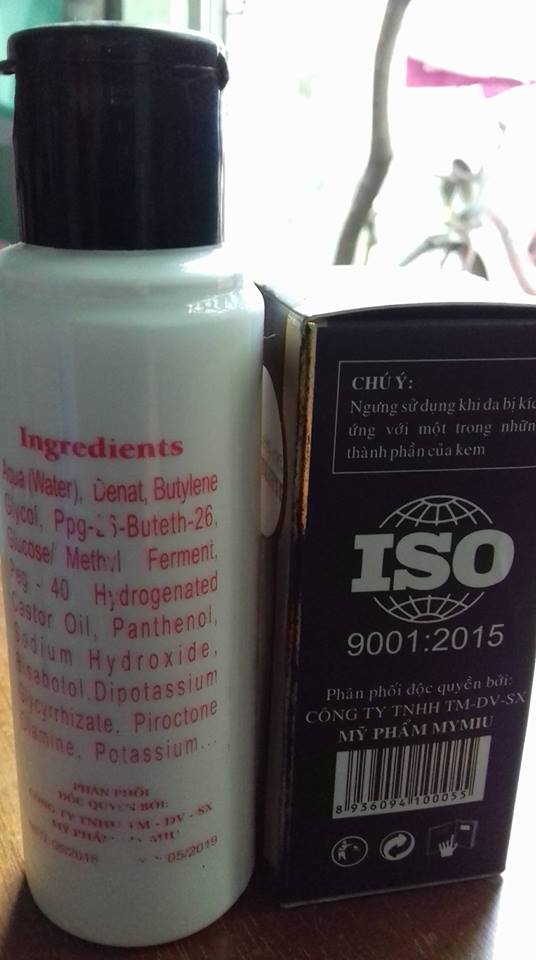 Ingredients
Aqua (Water), Denat, Butylene
Glycol, Ppg-26-Buteth-26,
Glucose/ Methyl Ferment,
Peg - 40 Hydrogenated
Castor Oil, Panthenol,
Sodium Hydroxide,
Bisabolol, Dipotassium
Glycyrrhizate, Piroctone
Olamine, Potassium...
PHÂN PHỐI
ĐỘC QUYỀN BỞI:
CÔNG TY TNHH TM - DV - SX
MỸ PHẨM MYMIU
05/2018 05/2019
CHÚ Ý:
Ngưng sử dụng khi da bị kíc
ứng với một trong nhữn
thành phần của kem
ISO
9001:2015
Phân phối độc quyền bởi:
CÔNG TY TNHH TM-DV-SX
MỸ PHẨM MYMIU
8 936094 100055